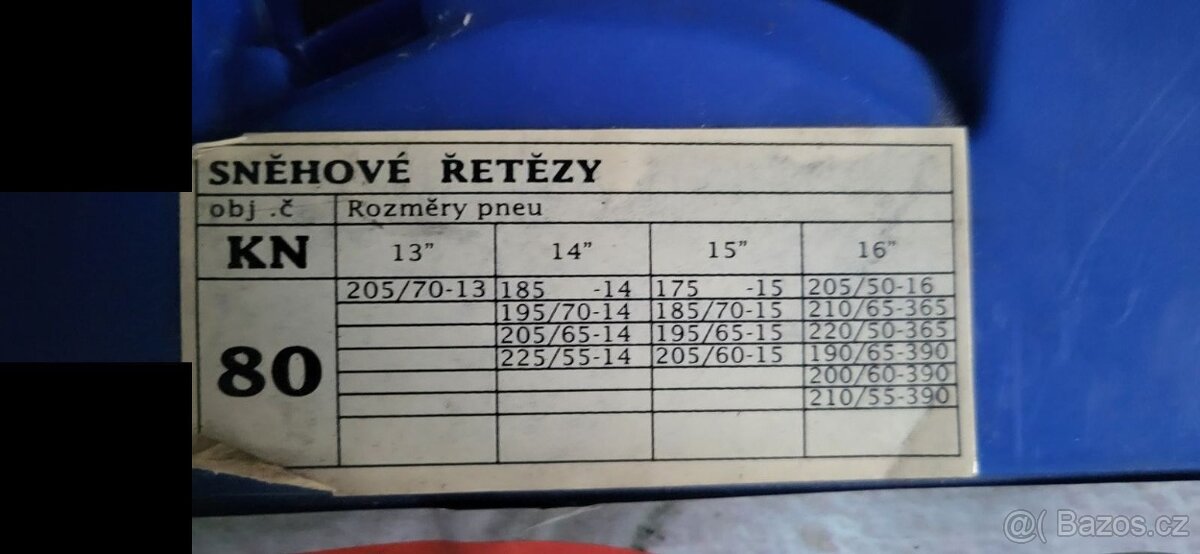 SNĚHOVÉ ŘETĚZY
obj .č Rozměry pneu
KN 13” 14” 15” 16”
205/70-13 185 -14 175 -15 205/50-16
195/70-14 185/70-15 210/65-365
205/65-14 195/65-15 220/50-365
80 225/55-14 205/60-15 190/65-390
200/60-390
210/55-390
@( Bazos.cz